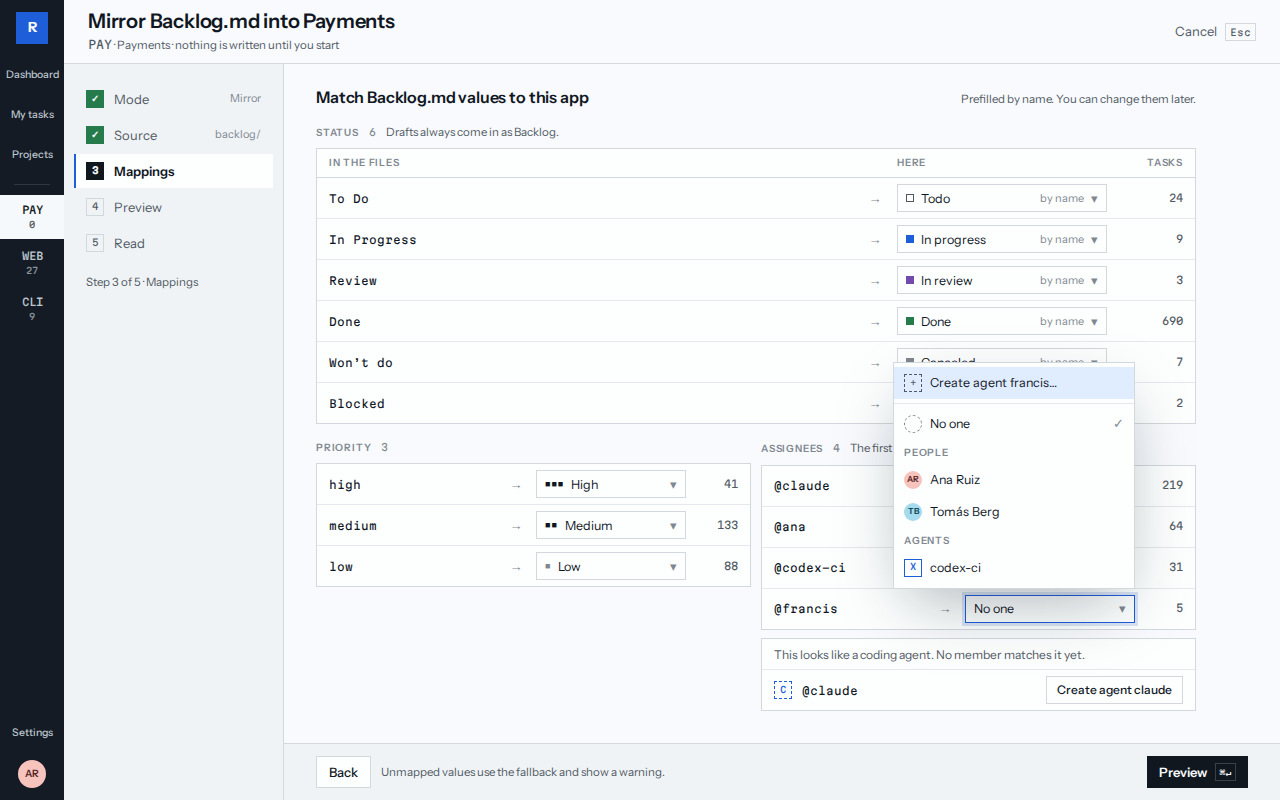 R
Mirror Backlog.md into Payments
PAY · Payments · nothing is written until you start
Cancel Esc
Dashboard
My tasks
Projects
PAY
0
WEB
27
CLI
9
Settings
AR
✓ Mode Mirror
✓ Source backlog/
3 Mappings
4 Preview
5 Read
Step 3 of 5 · Mappings
Match Backlog.md values to this app
Prefilled by name. You can change them later.
STATUS 6 Drafts always come in as Backlog.
IN THE FILES HERE TASKS
To Do → Todo by name ▾ 24
In Progress → In progress by name ▾ 9
Review → In review by name ▾ 3
Done → Done by name ▾ 690
Won't do → Canceled by name ▾ 7
Blocked → 2
PRIORITY 3
high → High ▾ 41
medium → Medium ▾ 133
low → Low ▾ 88
ASSIGNEES 4 The first
@claude 219
@ana 64
@codex-ci 31
@francis → No one ▾ 5
+ Create agent francis…
No one ✓
PEOPLE
AR Ana Ruiz
TB Tomás Berg
AGENTS
X codex-ci
This looks like a coding agent. No member matches it yet.
C @claude Create agent claude
Back Unmapped values use the fallback and show a warning.
Preview ⌘↵